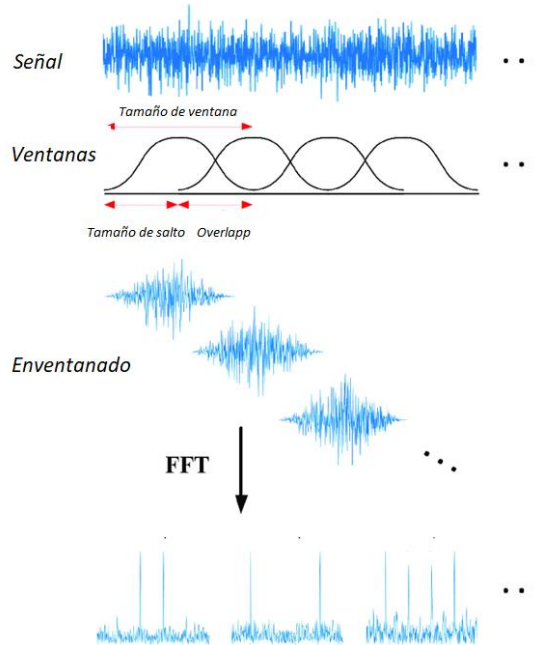 Señal
Tamaño de ventana
Ventanas
Tamaño de salto
Overlapp
Enventanado
FFT